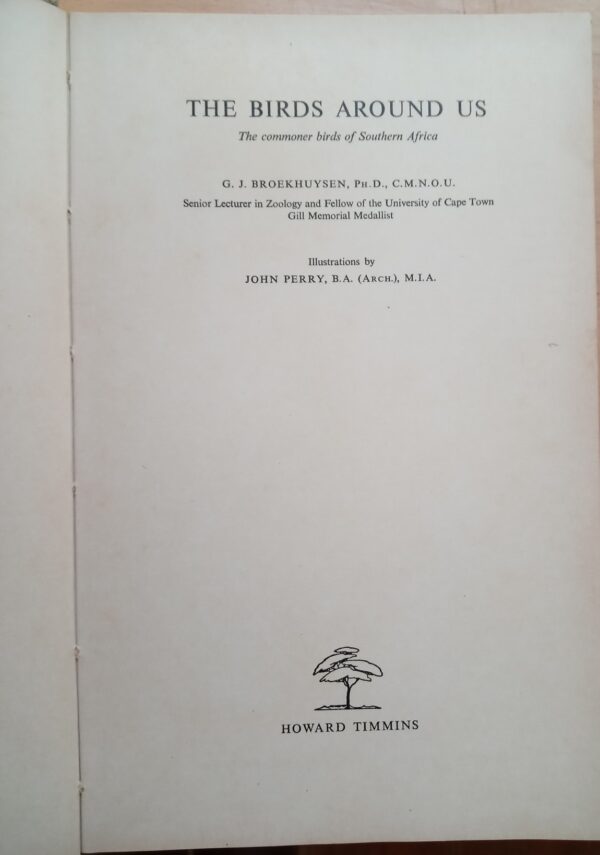 THE BIRDS AROUND US
The commoner birds of Southern Africa
G. J. BROEKHUYSEN, PH.D., C.M.N.O.U.
Senior Lecturer in Zoology and Fellow of the University of Cape Town
Gill Memorial Medallist
Illustrations by
JOHN PERRY, B.A. (ARCH.), M.I.A.
HOWARD TIMMINS